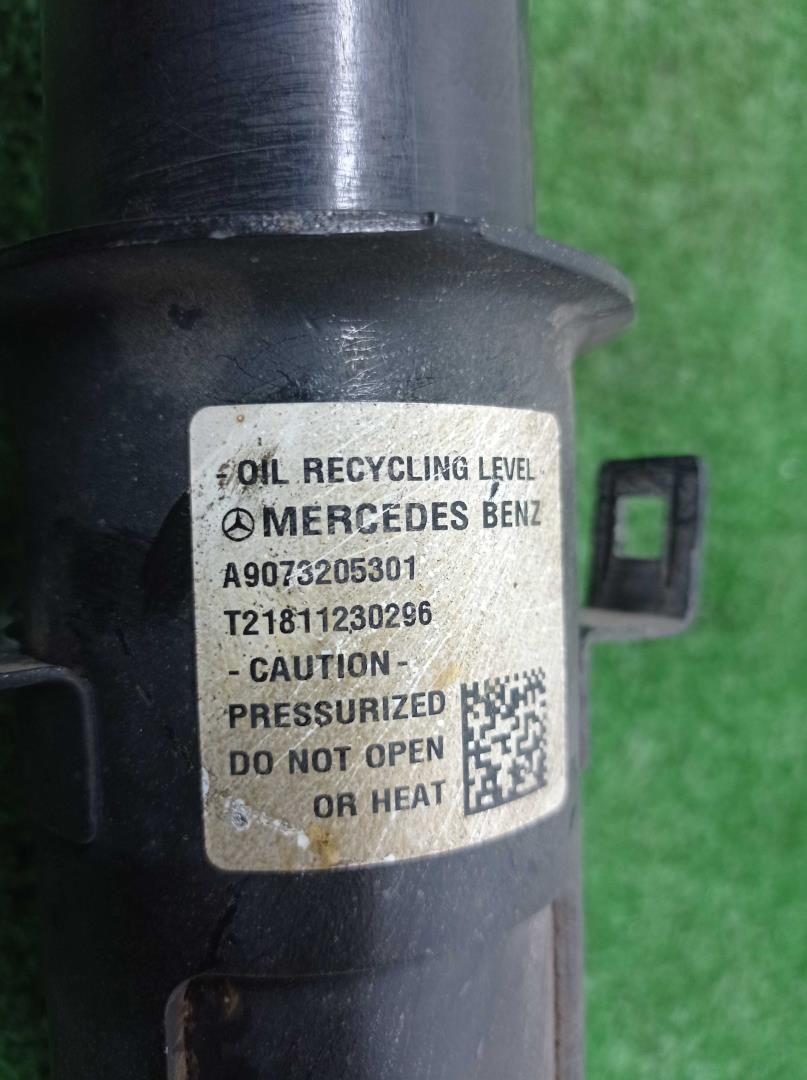 - OIL RECYCLING LEVEL -
MERCEDES BENZ
A9073205301
T21811230296
- CAUTION -
PRESSURIZED
DO NOT OPEN
OR HEAT